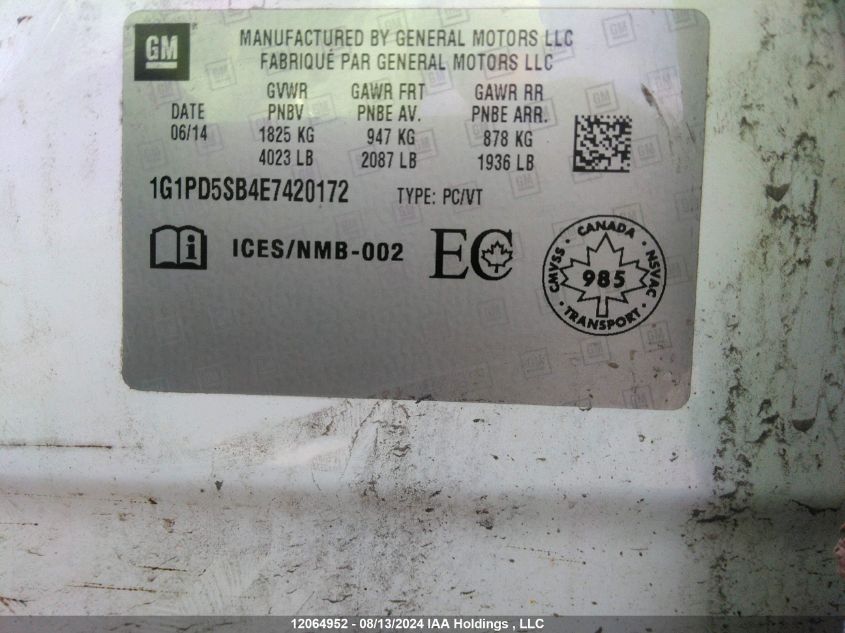 GM
MANUFACTURED BY GENERAL MOTORS LLC
FABRIQUÉ PAR GENERAL MOTORS LLC
GVWR GAWR FRT GAWR RR
DATE PNBV PNBE AV. PNBE ARR.
06/14 1825 KG 947 KG 878 KG
4023 LB 2087 LB 1936 LB
1G1PD5SB4E7420172 TYPE: PC/VT
ICES/NMB-002 EC
CANADA
CMVSS 985 NSVAC
TRANSPORT
12064952 - 08/13/2024 IAA Holdings , LLC